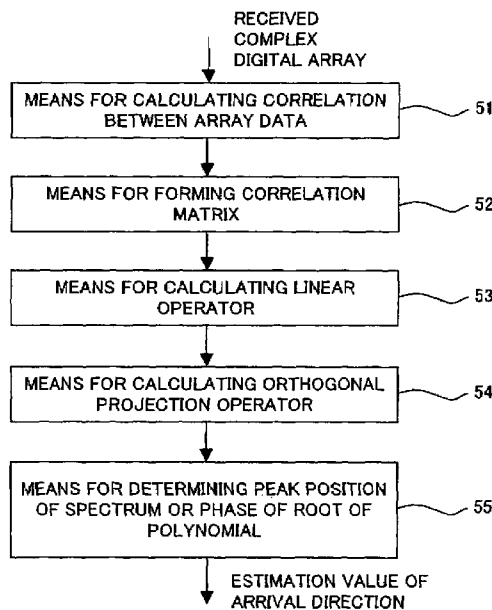 RECEIVED
COMPLEX
DIGITAL ARRAY
MEANS FOR CALCULATING CORRELATION
BETWEEN ARRAY DATA
51
MEANS FOR FORMING CORRELATION
MATRIX
52
MEANS FOR CALCULATING LINEAR
OPERATOR
53
MEANS FOR CALCULATING ORTHOGONAL
PROJECTION OPERATOR
54
MEANS FOR DETERMINING PEAK POSITION
OF SPECTRUM OR PHASE OF ROOT OF
POLYNOMIAL
55
ESTIMATION VALUE OF
ARRIVAL DIRECTION